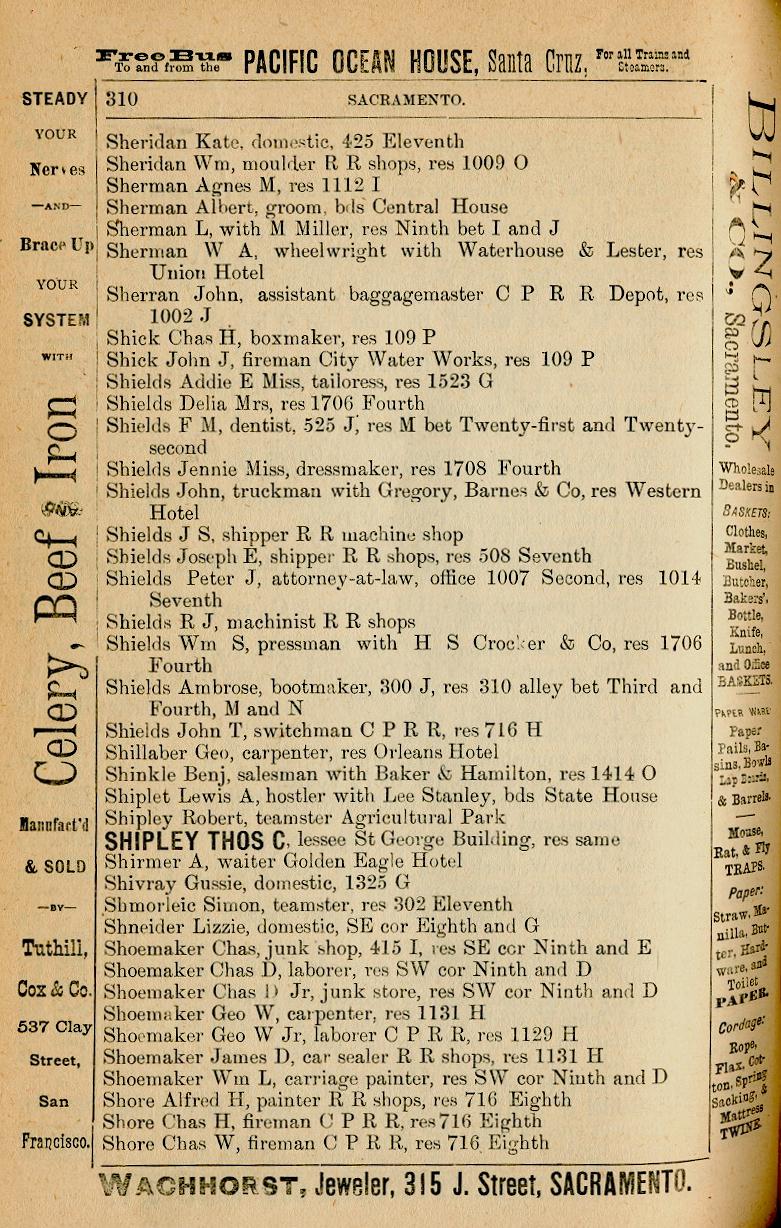 Free Bus To and from the PACIFIC OCEAN HOUSE, Santa Cruz, For all Trains and Steamers.
310 SACRAMENTO.
Sheridan Kate, domestic, 425 Eleventh
Sheridan Wm, moulder R R shops, res 1009 O
Sherman Agnes M, res 1112 I
Sherman Albert, groom, bds Central House
Sherman L, with M Miller, res Ninth bet I and J
Sherman W A, wheelwright with Waterhouse & Lester, res
Union Hotel
Sherran John, assistant baggagemaster C P R R Depot, res
1002 J
Shick Chas H, boxmaker, res 109 P
Shick John J, fireman City Water Works, res 109 P
Shields Addie E Miss, tailoress, res 1523 G
Shields Delia Mrs, res 1706 Fourth
Shields F M, dentist, 525 J, res M bet Twenty-first and Twenty-
second
Shields Jennie Miss, dressmaker, res 1708 Fourth
Shields John, truckman with Gregory, Barnes & Co, res Western
Hotel
Shields J S, shipper R R machine shop
Shields Joseph E, shipper R R shops, res 508 Seventh
Shields Peter J, attorney-at-law, office 1007 Second, res 1014
Seventh
Shields R J, machinist R R shops
Shields Wm S, pressman with H S Crocker & Co, res 1706
Fourth
Shields Ambrose, bootmaker, 300 J, res 310 alley bet Third and
Fourth, M and N
Shields John T, switchman C P R R, res 716 H
Shillaber Geo, carpenter, res Orleans Hotel
Shinkle Benj, salesman with Baker & Hamilton, res 1414 O
Shiplet Lewis A, hostler with Lee Stanley, bds State House
Shipley Robert, teamster Agricultural Park
SHIPLEY THOS C, lessee St George Building, res same
Shirmer A, waiter Golden Eagle Hotel
Shivray Gussie, domestic, 1325 G
Shmorleic Simon, teamster, res 302 Eleventh
Shneider Lizzie, domestic, SE cor Eighth and G
Shoemaker Chas, junk shop, 415 I, res SE cor Ninth and E
Shoemaker Chas D, laborer, res SW cor Ninth and D
Shoemaker Chas D Jr, junk store, res SW cor Ninth and D
Shoemaker Geo W, carpenter, res 1131 H
Shoemaker Geo W Jr, laborer C P R R, res 1129 H
Shoemaker James D, car sealer R R shops, res 1131 H
Shoemaker Wm L, carriage painter, res SW cor Ninth and D
Shore Alfred H, painter R R shops, res 716 Eighth
Shore Chas H, fireman C P R R, res 716 Eighth
Shore Chas W, fireman C P R R, res 716 Eighth
STEADY
YOUR
Nerves
—AND—
Brace Up
YOUR
SYSTEM
WITH
Celery, Beef AND Iron
Manufact'd
& SOLD
—BY—
Tuthill,
Cox & Co.
537 Clay
Street,
San
Francisco.
BILLINGSLEY
& CO., Sacramento,
Wholesale
Dealers in
BASKETS:
Clothes,
Market,
Bushel,
Butcher,
Bakers',
Bottle,
Knife,
Lunch,
and Office
BASKETS.
PAPER WARE
Paper
Pails, Ba-
sins, Bowls
Lap Boards,
& Barrels.
Mouse,
Rat, & Fly
TRAPS.
Paper:
Straw, Ma-
nilla, But-
ter, Hard-
ware, and
Toilet
PAPER.
Cordage:
Rope,
Flax, Cot-
ton, Spring
Sacking, &
Mattress
TWINE.
WACHHORST, Jeweler, 315 J. Street, SACRAMENTO.